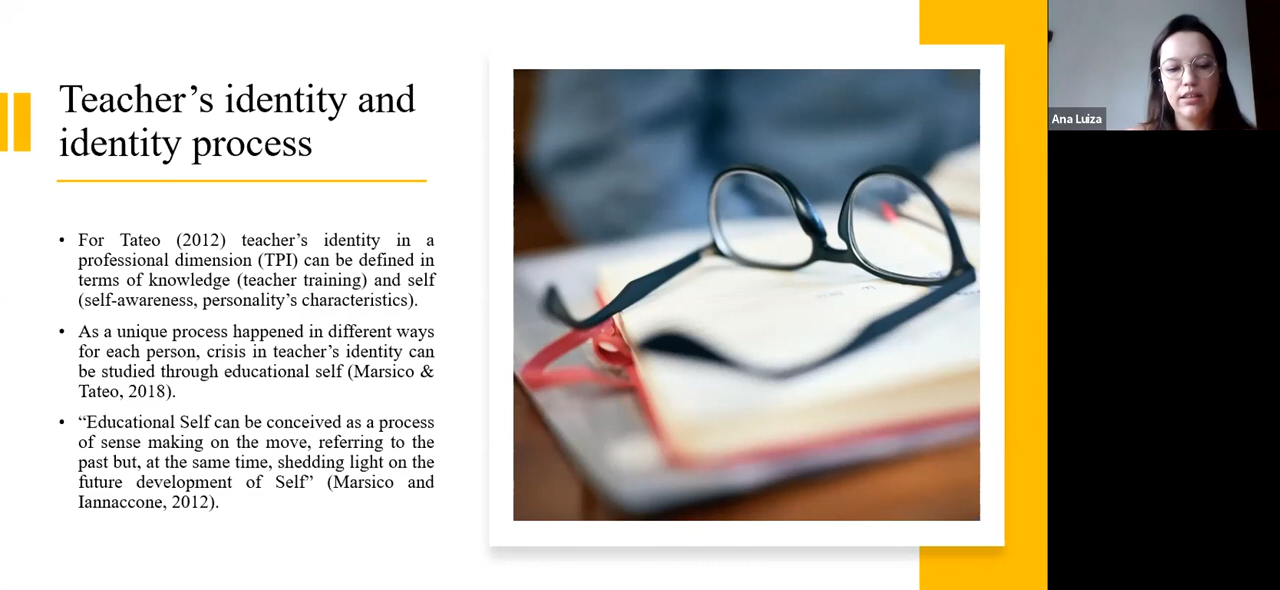 Teacher’s identity and
identity process
• For Tateo (2012) teacher’s identity in a
professional dimension (TPI) can be defined in
terms of knowledge (teacher training) and self
(self-awareness, personality’s characteristics).
• As a unique process happened in different ways
for each person, crisis in teacher’s identity can
be studied through educational self (Marsico &
Tateo, 2018).
• “Educational Self can be conceived as a process
of sense making on the move, referring to the
past but, at the same time, shedding light on the
future development of Self” (Marsico and
Iannaccone, 2012).
Ana Luiza